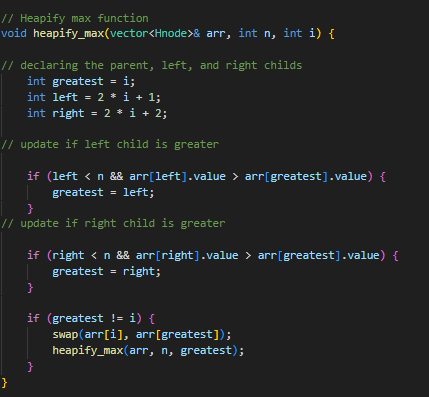 // Heapify max function
void heapify_max(vector<Hnode>& arr, int n, int i) {
// declaring the parent, left, and right childs
int greatest = i;
int left = 2 * i + 1;
int right = 2 * i + 2;
// update if left child is greater
if (left < n && arr[left].value > arr[greatest].value) {
greatest = left;
}
// update if right child is greater
if (right < n && arr[right].value > arr[greatest].value) {
greatest = right;
}
if (greatest != i) {
swap(arr[i], arr[greatest]);
heapify_max(arr, n, greatest);
}
}